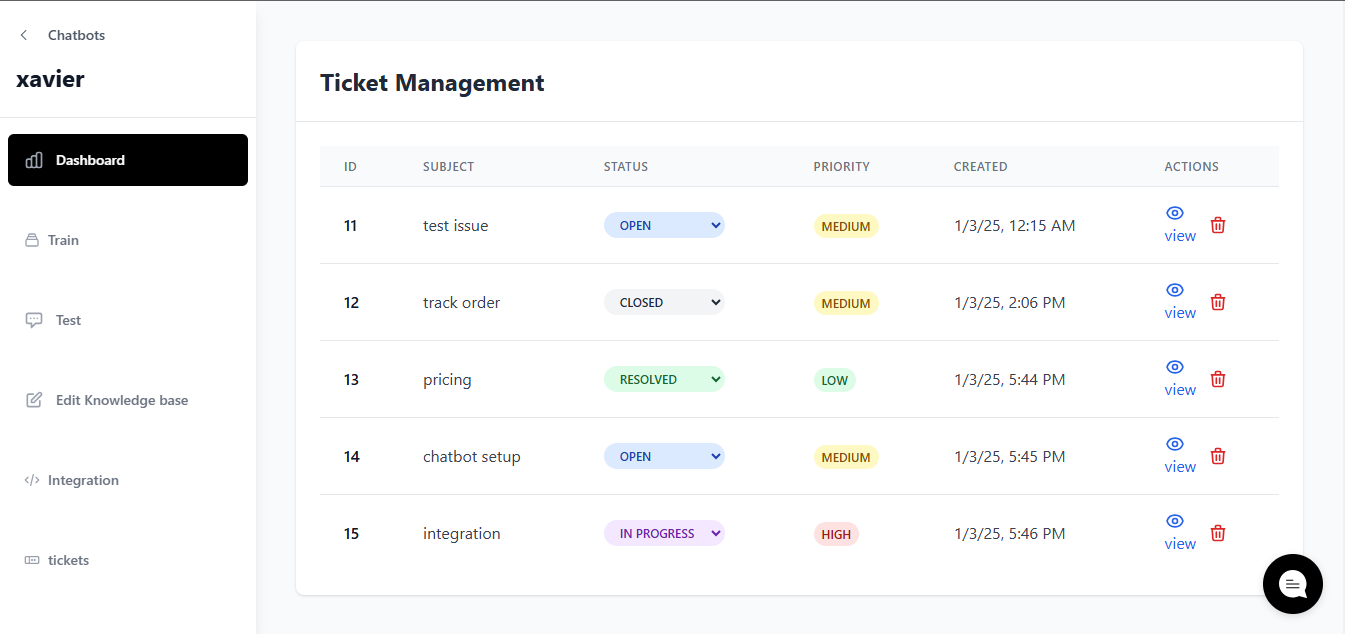 Chatbots
xavier
Dashboard
Train
Test
Edit Knowledge base
Integration
tickets
Ticket Management
ID SUBJECT STATUS PRIORITY CREATED ACTIONS
11 test issue OPEN MEDIUM 1/3/25, 12:15 AM view
12 track order CLOSED MEDIUM 1/3/25, 2:06 PM view
13 pricing RESOLVED LOW 1/3/25, 5:44 PM view
14 chatbot setup OPEN MEDIUM 1/3/25, 5:45 PM view
15 integration IN PROGRESS HIGH 1/3/25, 5:46 PM view